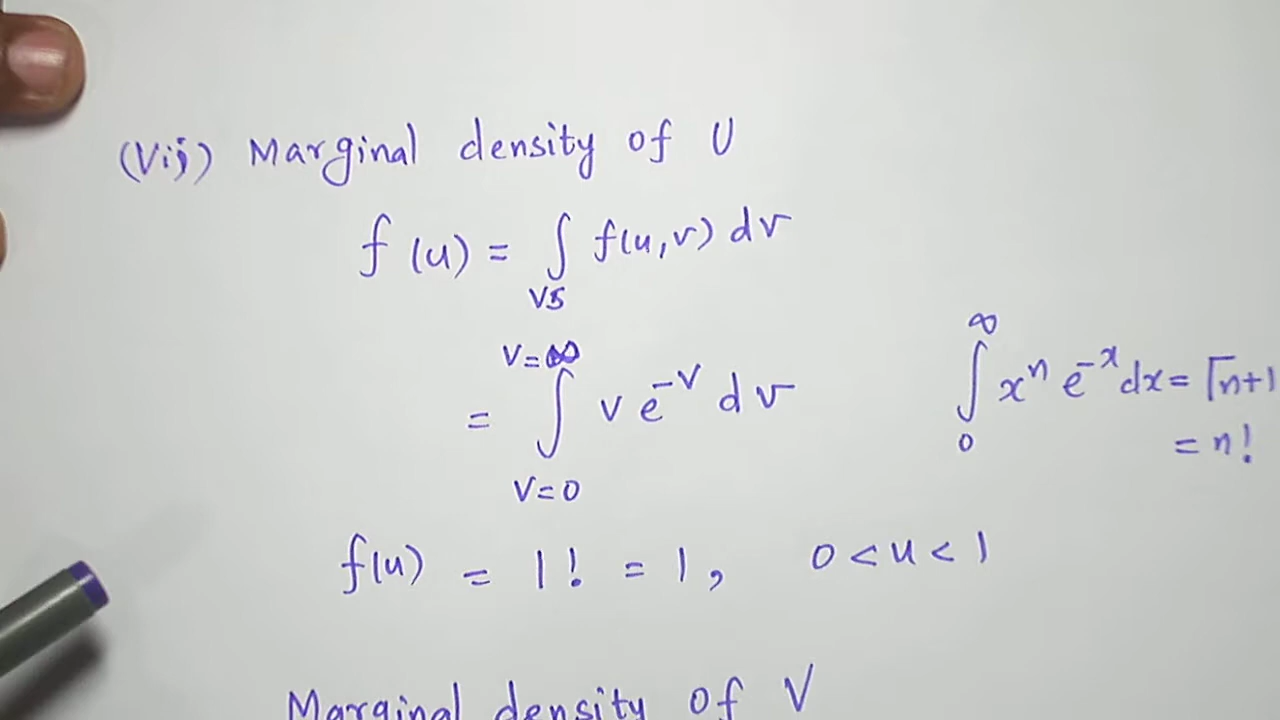 (Vii) Marginal density of U
f(u) = ∫ f(u,v) dv
VS
V=∞
= ∫ v e^{-v} dv
V=0
∞
∫ x^n e^{-x} dx = Γn+1
0
= n!
f(u) = 1! = 1, 0<u<1
Marginal density of V